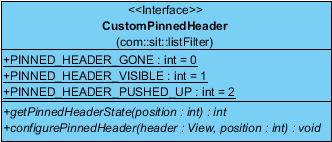 <<Interface>>
CustomPinnedHeader
(com::sit::listFilter)
+PINNED_HEADER_GONE : int = 0
+PINNED_HEADER_VISIBLE : int = 1
+PINNED_HEADER_PUSHED_UP : int = 2
+getPinnedHeaderState(position : int) : int
+configurePinnedHeader(header : View, position : int) : void